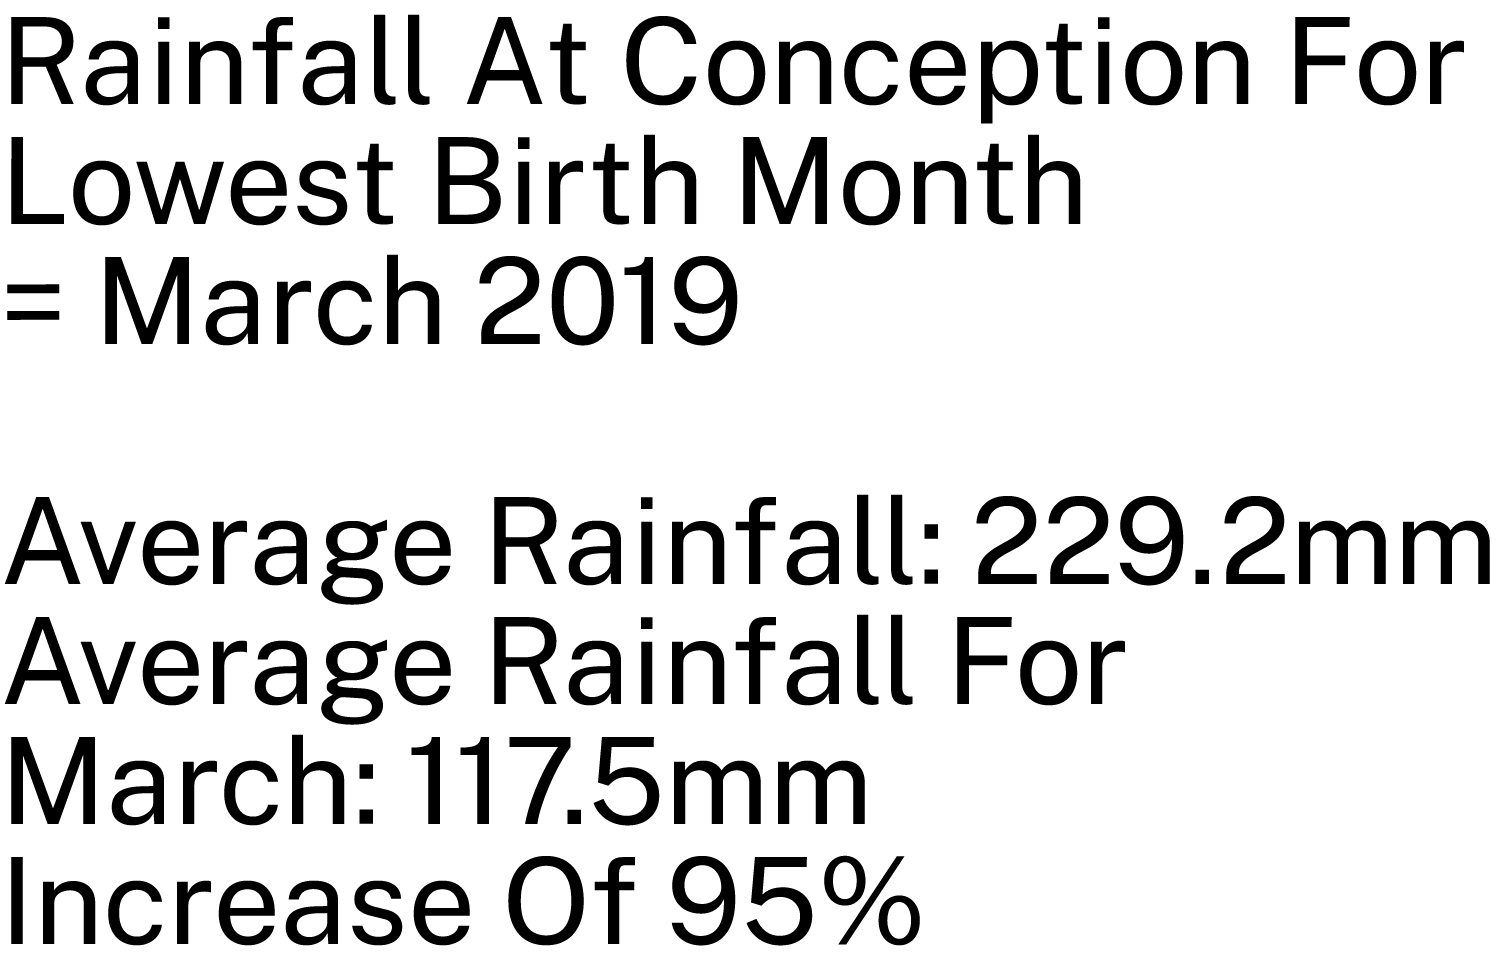 Rainfall At Conception For
Lowest Birth Month
= March 2019
Average Rainfall: 229.2mm
Average Rainfall For
March: 117.5mm
Increase Of 95%